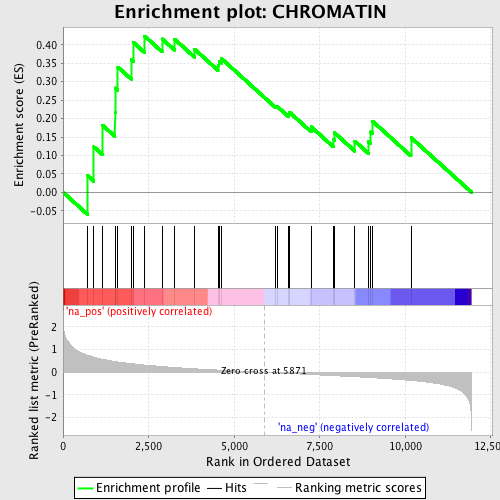 Enrichment plot: CHROMATIN
Enrichment score (ES)
0.40
0.35
0.30
0.25
0.20
0.15
0.10
0.05
0.00
-0.05
'na_pos' (positively correlated)
Ranked list metric (PreRanked)
2
1
0
-1
-2
Zero cross at 5871
'na_neg' (negatively correlated)
0
2,500
5,000
7,500
10,000
12,500
Rank in Ordered Dataset
Enrichment profile
Hits
Ranking metric scores